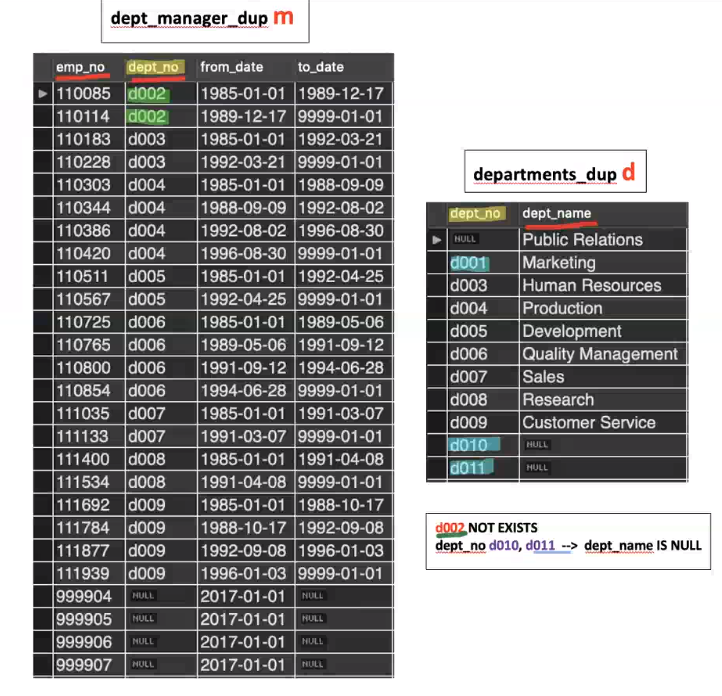 dept_manager_dup m
emp_no dept_no from_date to_date
110085 d002 1985-01-01 1989-12-17
110114 d002 1989-12-17 9999-01-01
110183 d003 1985-01-01 1992-03-21
110228 d003 1992-03-21 9999-01-01
110303 d004 1985-01-01 1988-09-09
110344 d004 1988-09-09 1992-08-02
110386 d004 1992-08-02 1996-08-30
110420 d004 1996-08-30 9999-01-01
110511 d005 1985-01-01 1992-04-25
110567 d005 1992-04-25 9999-01-01
110725 d006 1985-01-01 1989-05-06
110765 d006 1989-05-06 1991-09-12
110800 d006 1991-09-12 1994-06-28
110854 d006 1994-06-28 9999-01-01
111035 d007 1985-01-01 1991-03-07
111133 d007 1991-03-07 9999-01-01
111400 d008 1985-01-01 1991-04-08
111534 d008 1991-04-08 9999-01-01
111692 d009 1985-01-01 1988-10-17
111784 d009 1988-10-17 1992-09-08
111877 d009 1992-09-08 1996-01-03
111939 d009 1996-01-03 9999-01-01
999904 NULL 2017-01-01 NULL
999905 NULL 2017-01-01 NULL
999906 NULL 2017-01-01 NULL
999907 NULL 2017-01-01 NULL
departments_dup d
dept_no dept_name
NULL Public Relations
d001 Marketing
d003 Human Resources
d004 Production
d005 Development
d006 Quality Management
d007 Sales
d008 Research
d009 Customer Service
d010 NULL
d011 NULL
d002 NOT EXISTS
dept_no d010, d011 --> dept_name IS NULL